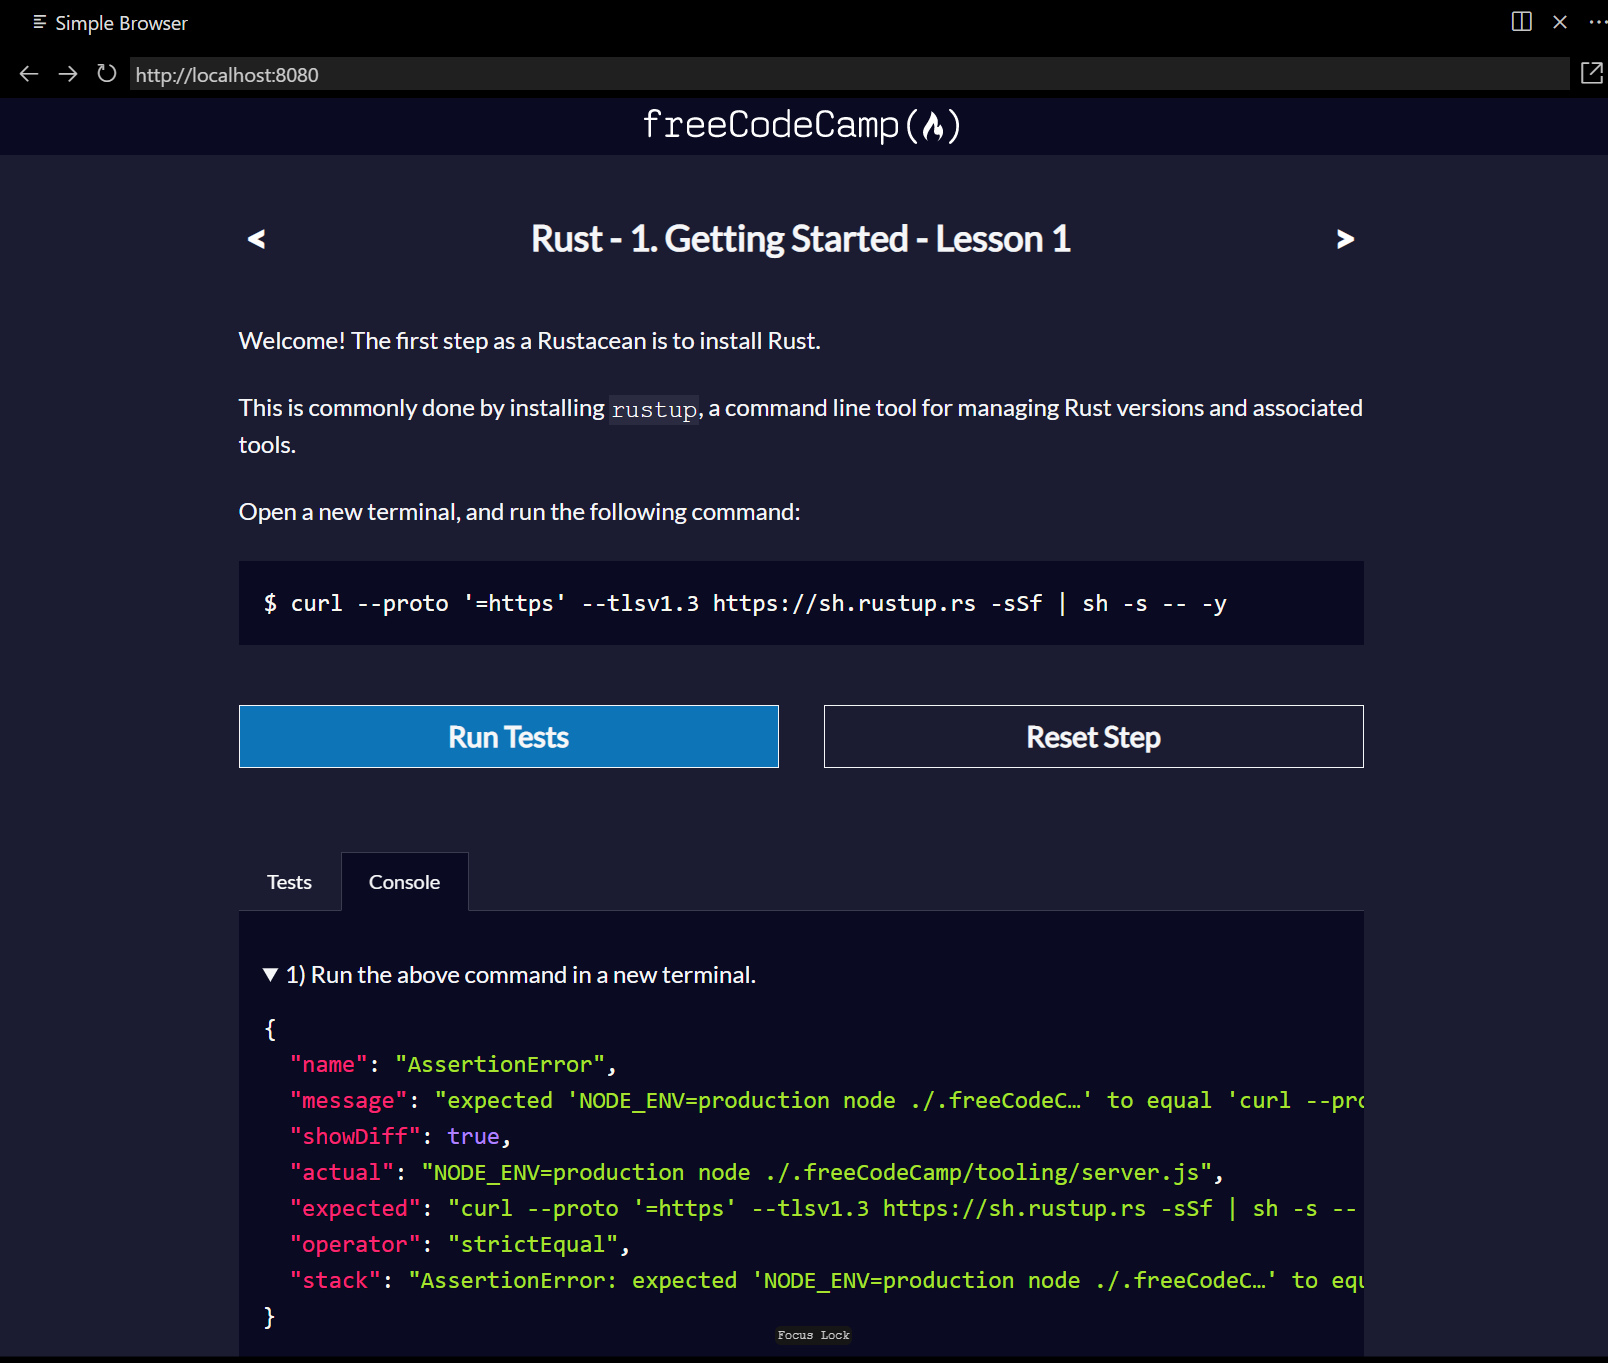 Simple Browser
http://localhost:8080
freeCodeCamp
< Rust - 1. Getting Started - Lesson 1 >
Welcome! The first step as a Rustacean is to install Rust.
This is commonly done by installing rustup, a command line tool for managing Rust versions and associated
tools.
Open a new terminal, and run the following command:
$ curl --proto '=https' --tlsv1.3 https://sh.rustup.rs -sSf | sh -s -- -y
Run Tests Reset Step
Tests Console
▼ 1) Run the above command in a new terminal.
{
"name": "AssertionError",
"message": "expected 'NODE_ENV=production node ./.freeCodeC…' to equal 'curl --pro
"showDiff": true,
"actual": "NODE_ENV=production node ./.freeCodeCamp/tooling/server.js",
"expected": "curl --proto '=https' --tlsv1.3 https://sh.rustup.rs -sSf | sh -s --
"operator": "strictEqual",
"stack": "AssertionError: expected 'NODE_ENV=production node ./.freeCodeC…' to equ
}
Focus Lock